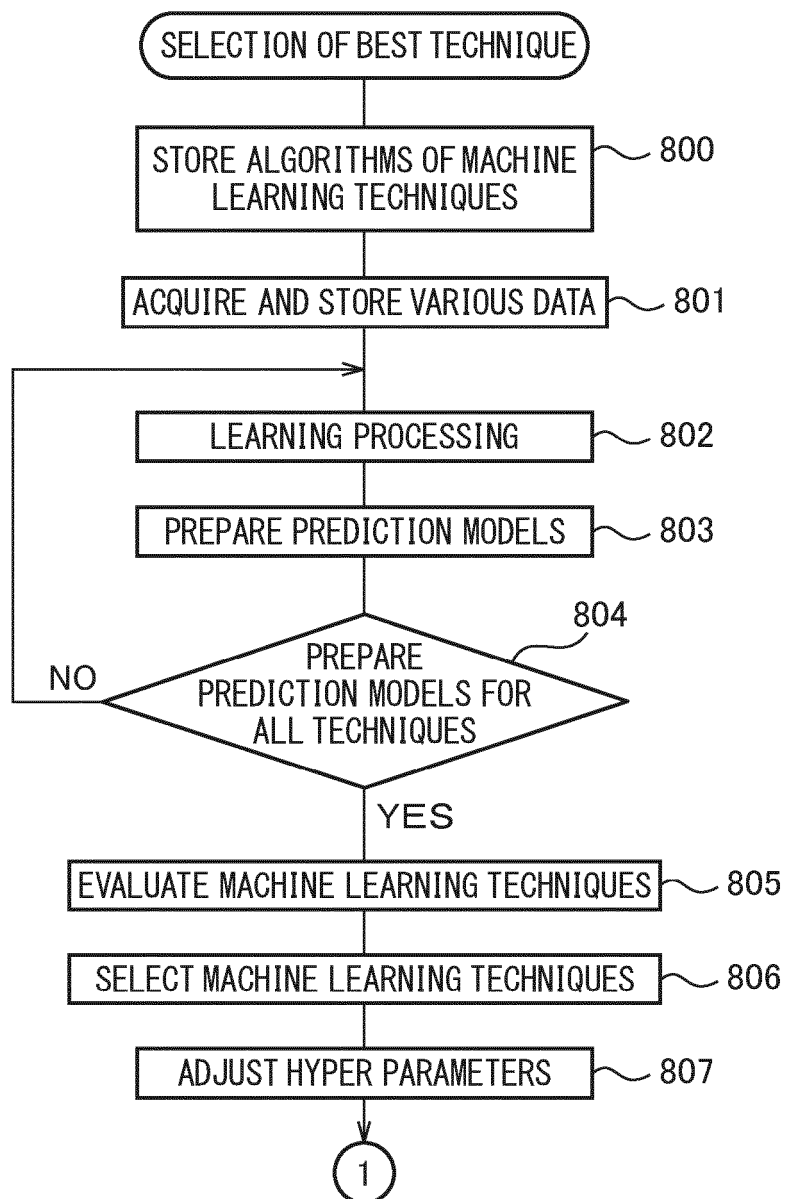 SELECTION OF BEST TECHNIQUE
STORE ALGORITHMS OF MACHINE
LEARNING TECHNIQUES
800
ACQUIRE AND STORE VARIOUS DATA
801
LEARNING PROCESSING
802
PREPARE PREDICTION MODELS
803
804
PREPARE
PREDICTION MODELS FOR
ALL TECHNIQUES
NO
YES
EVALUATE MACHINE LEARNING TECHNIQUES
805
SELECT MACHINE LEARNING TECHNIQUES
806
ADJUST HYPER PARAMETERS
807
1